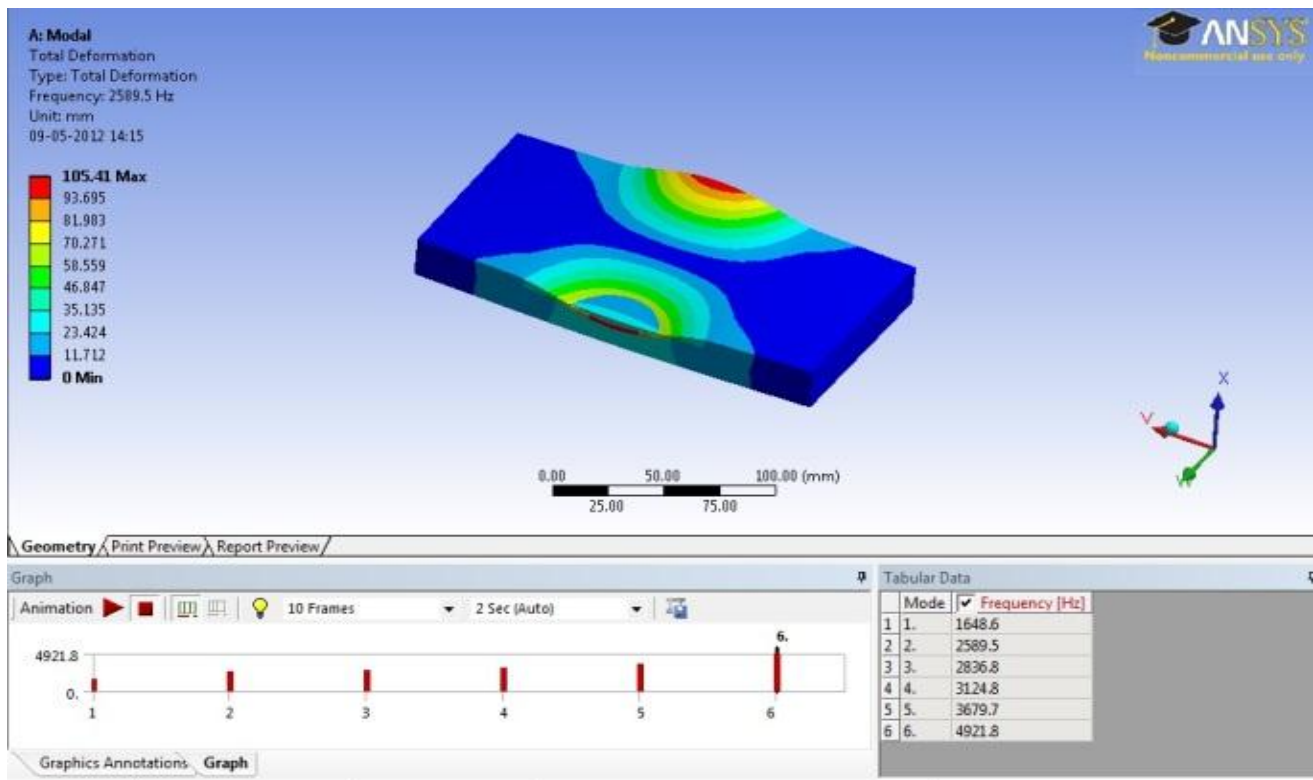 A: Modal
Total Deformation
Type: Total Deformation
Frequency: 2589.5 Hz
Unit: mm
09-05-2012 14:15
105.41 Max
93.695
81.983
70.271
58.559
46.847
35.135
23.424
11.712
0 Min
ANSYS
Noncommercial use only
X
Y
0.00 50.00 100.00 (mm)
25.00 75.00
Geometry Print Preview Report Preview
Graph
Animation 10 Frames 2 Sec (Auto)
6.
4921.8
0.
1 2 3 4 5 6
Graphics Annotations Graph
Tabular Data
Mode Frequency [Hz]
1 1. 1648.6
2 2. 2589.5
3 3. 2836.8
4 4. 3124.8
5 5. 3679.7
6 6. 4921.8